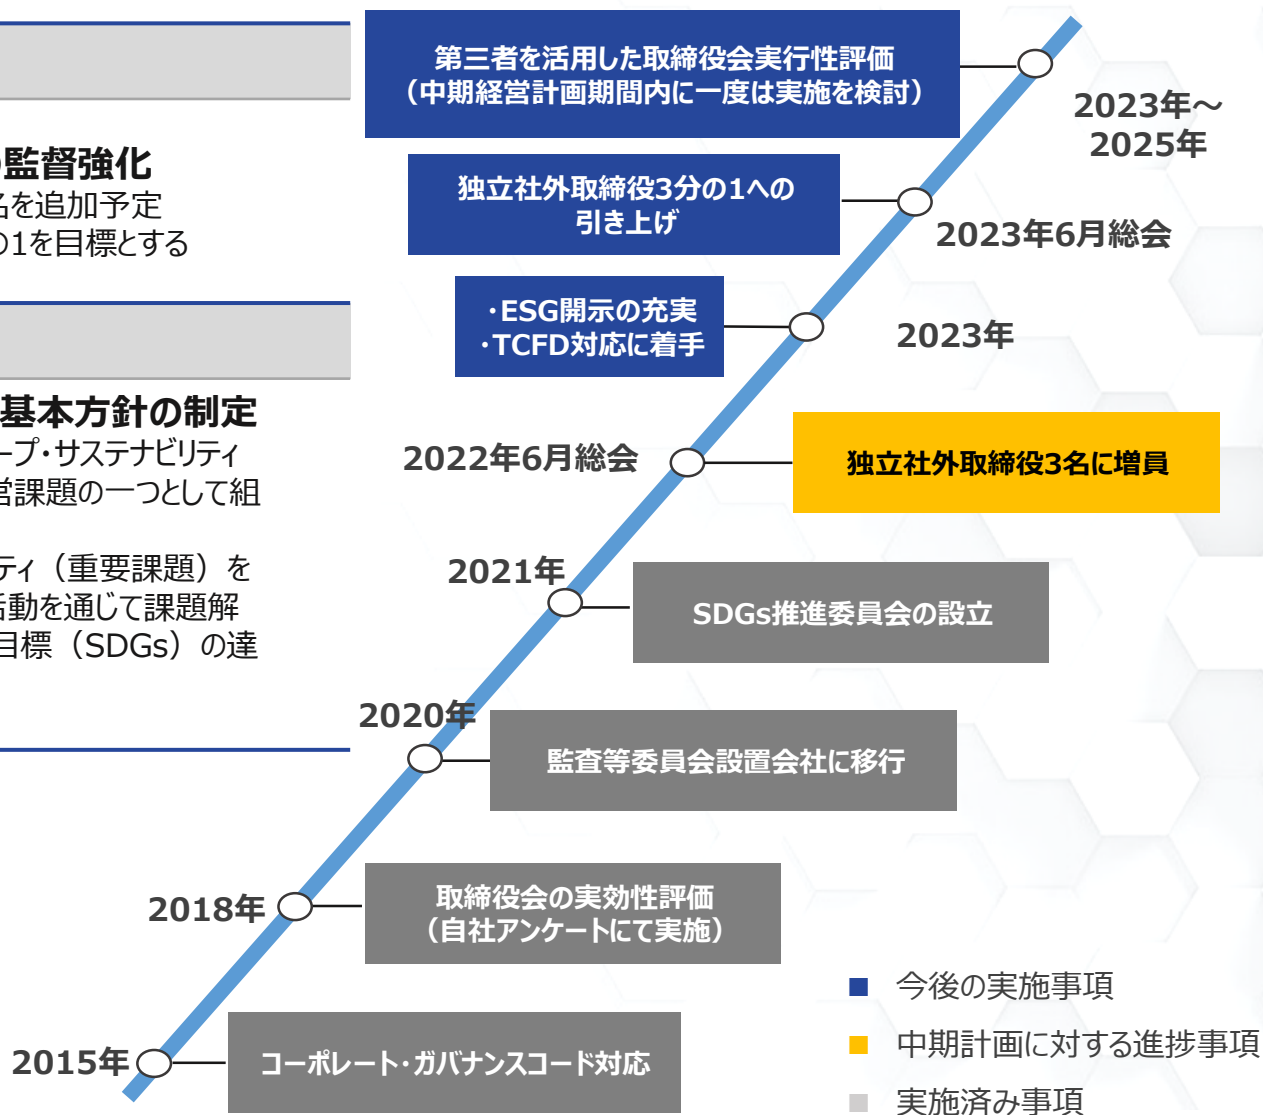 監督強化
名を追加予定
の1を目標とする
基本方針の制定
ープ・サステナビリティ
営課題の一つとして組
ティ（重要課題）を
活動を通じて課題解
目標（SDGs）の達
第三者を活用した取締役会実行性評価
（中期経営計画期間内に一度は実施を検討）
2023年～
2025年
独立社外取締役3分の1への
引き上げ
2023年6月総会
・ESG開示の充実
・TCFD対応に着手
2023年
2022年6月総会
独立社外取締役3名に増員
2021年
SDGs推進委員会の設立
2020年
監査等委員会設置会社に移行
2018年
取締役会の実効性評価
（自社アンケートにて実施）
2015年
コーポレート・ガバナンスコード対応
■ 今後の実施事項
■ 中期計画に対する進捗事項
■ 実施済み事項